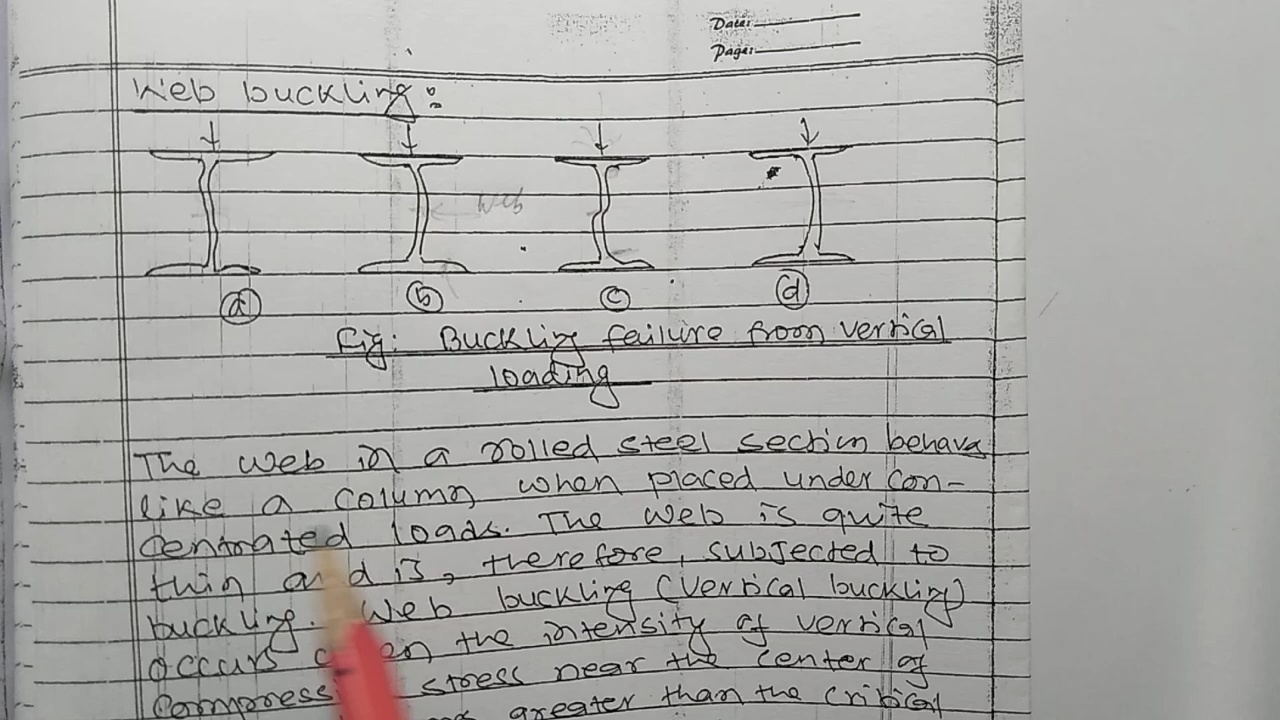 Date:
Page:
Web buckling:
Web
a b c d
Fig: Buckling failure from vertical
loading
The web in a rolled steel section behava
like a column when placed under con-
centrated loads. The web is quite
thin and is, therefore, subjected to
buckling. Web buckling (vertical buckling)
occurs the intensity of vertical
stress near the center of
greater than the critical